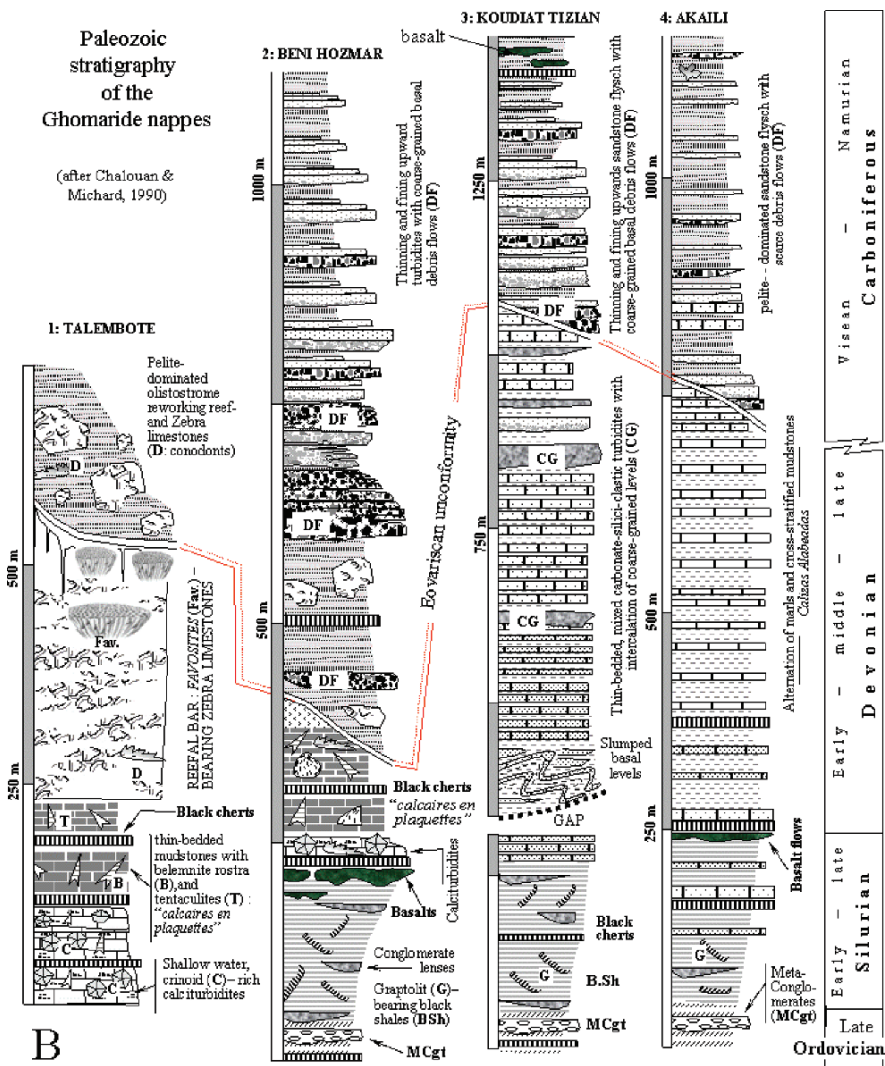 Paleozoic
stratigraphy
of the
Ghomaride nappes
(after Chalouan &
Michard, 1990)
1: TALEMBOTE
500 m
250 m
Pelite-
dominated
olistostrome
reworking reef-
and Zebra
limestones
(D: conodonts)
D
Fav.
D
REEFAL BAR, FAVOSITES (Fav.) –
BEARING ZEBRA LIMESTONES
T
Black cherts
B
thin-bedded
mudstones with
belemnite rostra
(B),and
tentaculites (T) :
"calcaires en
plaquettes"
C
C
Shallow water,
crinoid (C)– rich
calciturbidites
B
2: BENI HOZMAR
1000 m
500 m
Thinning and fining upward
turbidites with coarse-grained basal
debris flows (DF)
DF
DF
DF
Eovariscan unconformity
Black cherts
"calcaires en
plaquettes"
Calciturbidites
Basalts
Conglomerate
lenses
Graptolit (G)–
bearing black
shales (BSh)
MCgt
3: KOUDIAT TIZIAN
basalt
1250 m
750 m
Thinning and fining upwards sandstone flysch with
coarse-grained basal debris flows (DF)
DF
CG
CG
Thin-bedded, mixed carbonate-silici-clastic turbidites with
intercalation of coarse-grained levels (CG)
Slumped
basal
levels
GAP
Black
cherts
G
B.Sh
MCgt
4: AKAILI
1000 m
500 m
250 m
pelite-– dominated sandstone flysch with
scarce debris flows (DF)
Alternation of marls and cross-stratified mudstones
Calizas Alabeadas
Basalt flows
G
Meta-
Conglo-
merates
(MCgt)
Visean – Namurian
Carboniferous
Early – middle – late
Devonian
Early – late
Silurian
Late
Ordovician